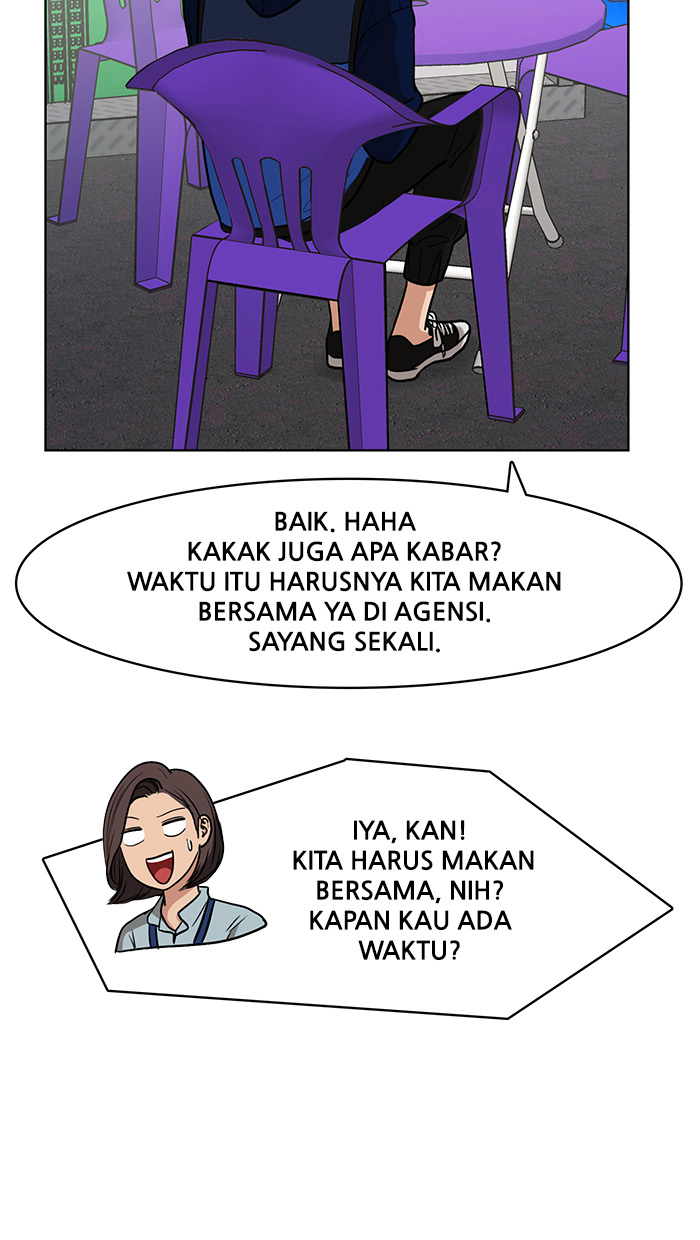 BAIK. HAHA
KAKAK JUGA APA KABAR?
WAKTU ITU HARUSNYA KITA MAKAN
BERSAMA YA DI AGENSI.
SAYANG SEKALI.
IYA, KAN!
KITA HARUS MAKAN
BERSAMA, NIH?
KAPAN KAU ADA
WAKTU?